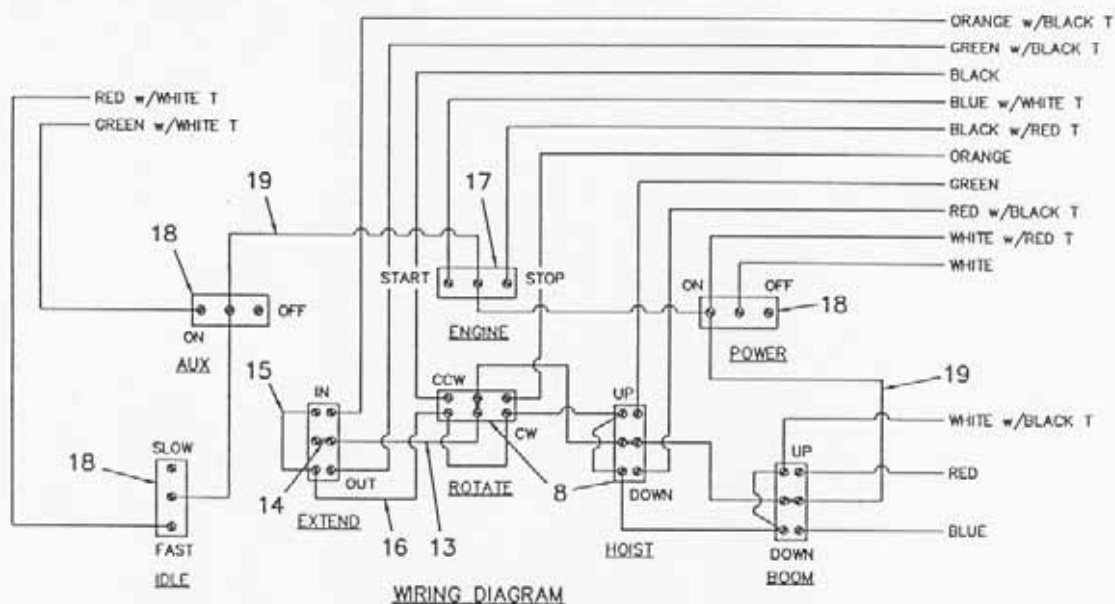 ORANGE w/BLACK T
GREEN w/BLACK T
BLACK
RED w/WHITE T
BLUE w/WHITE T
GREEN w/WHITE T
BLACK w/RED T
ORANGE
19
17
GREEN
18
RED w/BLACK T
WHITE w/RED T
START
STOP
ON
OFF
WHITE
18
ON
OFF
AUX
ENGINE
POWER
15
IN
CCW
UP
19
CW
WHITE w/BLACK T
SLOW
18
UP
14
OUT
ROTATE
8
DOWN
RED
EXTEND
16
13
HOIST
BLUE
FAST
IDLE
DOWN
BOOM
WIRING DIAGRAM